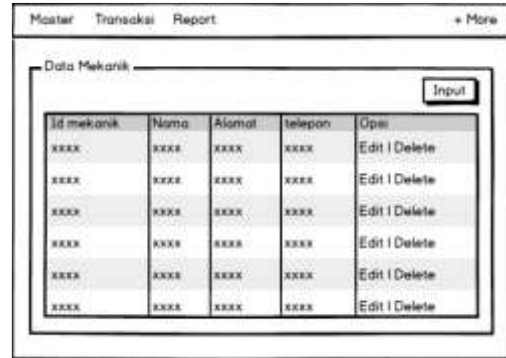 Master Transaksi Report + More
Data Mekanik
Input
Id mekanik Nama Alamat telepon Opsi
xxxx xxxx xxxx xxxx Edit | Delete
xxxx xxxx xxxx xxxx Edit | Delete
xxxx xxxx xxxx xxxx Edit | Delete
xxxx xxxx xxxx xxxx Edit | Delete
xxxx xxxx xxxx xxxx Edit | Delete
xxxx xxxx xxxx xxxx Edit | Delete